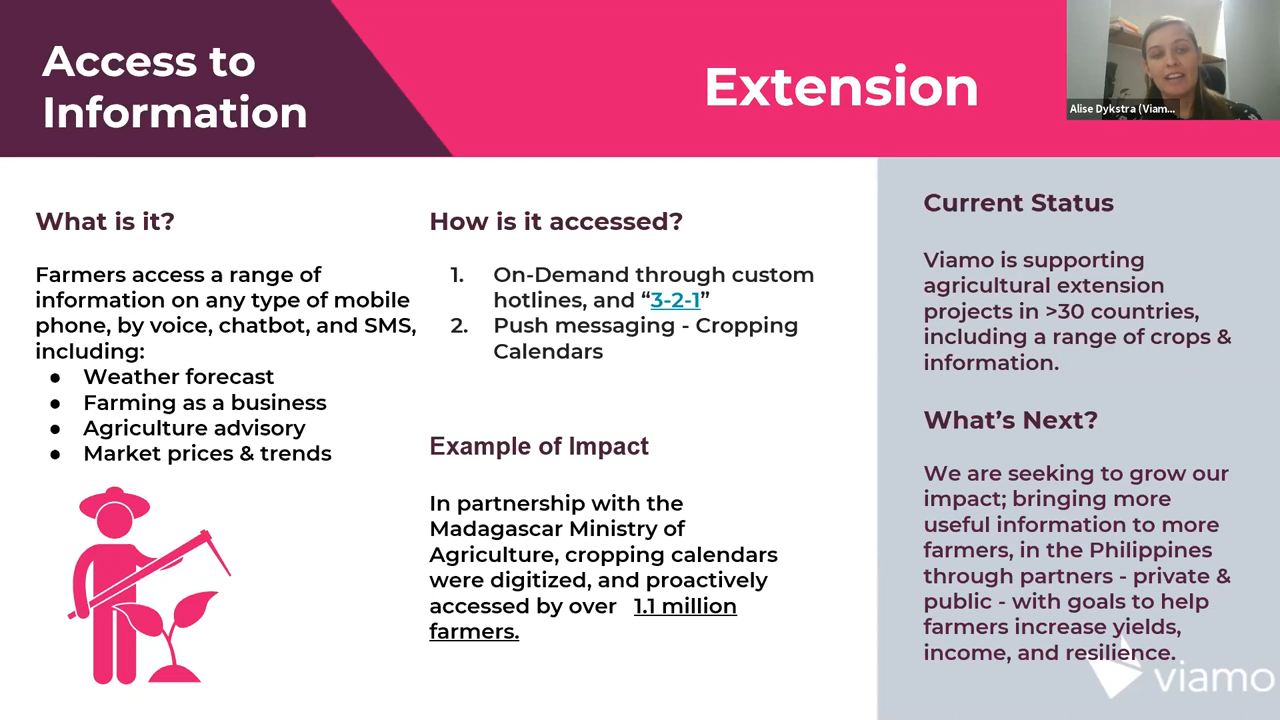 Access to
Information
Extension
Alise Dykstra (Viam...
What is it?
Farmers access a range of
information on any type of mobile
phone, by voice, chatbot, and SMS,
including:
● Weather forecast
● Farming as a business
● Agriculture advisory
● Market prices & trends
How is it accessed?
1. On-Demand through custom
hotlines, and “3-2-1”
2. Push messaging - Cropping
Calendars
Example of Impact
In partnership with the
Madagascar Ministry of
Agriculture, cropping calendars
were digitized, and proactively
accessed by over 1.1 million
farmers.
Current Status
Viamo is supporting
agricultural extension
projects in >30 countries,
including a range of crops &
information.
What’s Next?
We are seeking to grow our
impact; bringing more
useful information to more
farmers, in the Philippines
through partners - private &
public - with goals to help
farmers increase yields,
income, and resilience.
viamo